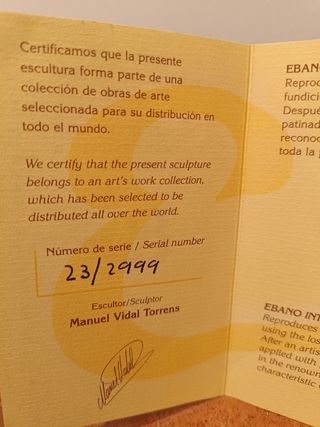 Certificamos que la presente
escultura forma parte de una
colección de obras de arte
seleccionada para su distribución en
todo el mundo.
We certify that the present sculpture
belongs to an art's work collection,
which has been selected to be
distributed all over the world.
Número de serie / Serial number
23/2999
Escultor/Sculptor
Manuel Vidal Torrens
Manel Vidal
EBANO
Reprod
fundici
Despué
patinad
reconoc
toda la p
EBANO INT
Reproduces
using the los
After an artis
applied with
in the renown
characteristic